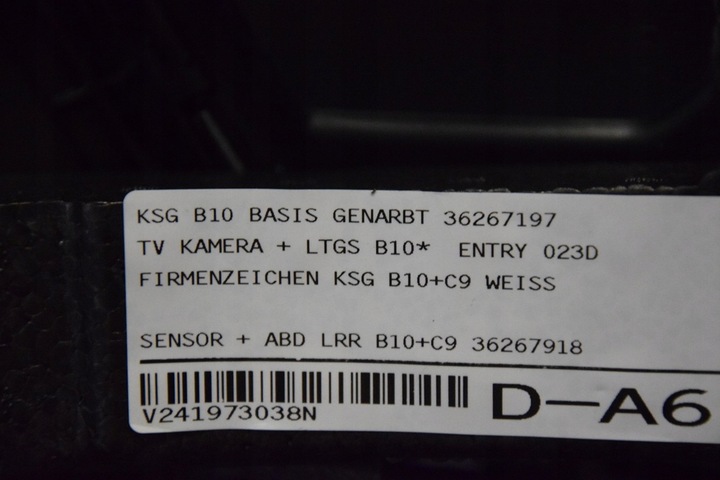 KSG B10 BASIS GENARBT 36267197
TV KAMERA + LTGS B10* ENTRY 023D
FIRMENZEICHEN KSG B10+C9 WEISS
SENSOR + ABD LRR B10+C9 36267918
V241973038N
D-A6